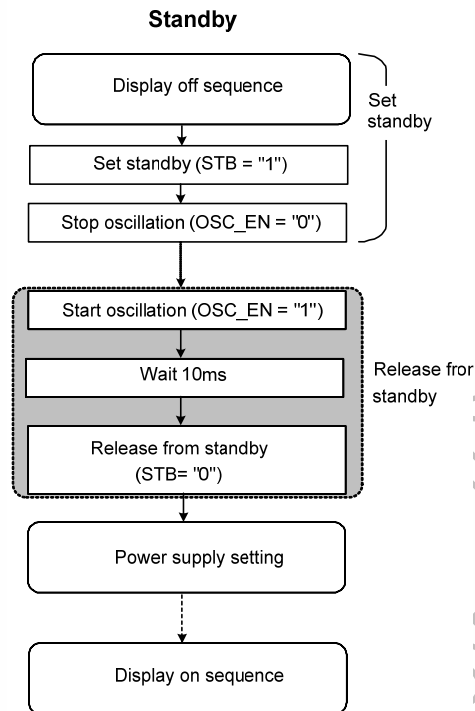 Standby
Display off sequence
Set
standby
Set standby (STB = "1")
Stop oscillation (OSC_EN = "0")
Start oscillation (OSC_EN = "1")
Wait 10ms
Release fror
standby
Release from standby
(STB= "0")
Power supply setting
Display on sequence